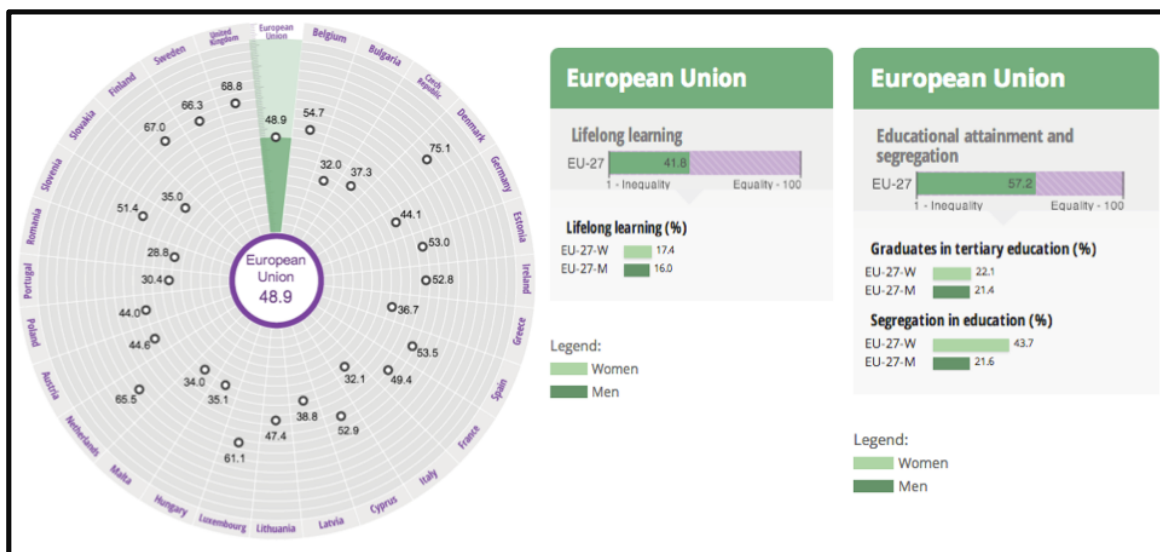 European
Union
Belgium
Bulgaria
Czech
Republic
Denmark
Germany
Estonia
Ireland
Greece
Spain
France
Italy
Cyprus
Latvia
Lithuania
Luxembourg
Hungary
Malta
Netherlands
Austria
Poland
Portugal
Romania
Slovenia
Slovakia
Finland
Sweden
United
Kingdom
48.9
54.7
32.0
37.3
75.1
44.1
53.0
52.8
36.7
53.5
49.4
32.1
52.9
38.8
47.4
61.1
35.1
34.0
65.5
44.6
44.0
30.4
28.8
51.4
35.0
67.0
66.3
68.8
European
Union
48.9
European Union
Lifelong learning
EU-27
41.8
1 - Inequality Equality - 100
Lifelong learning (%)
EU-27-W 17.4
EU-27-M 16.0
Legend:
Women
Men
European Union
Educational attainment and
segregation
EU-27
57.2
1 - Inequality Equality - 100
Graduates in tertiary education (%)
EU-27-W 22.1
EU-27-M 21.4
Segregation in education (%)
EU-27-W 43.7
EU-27-M 21.6
Legend:
Women
Men